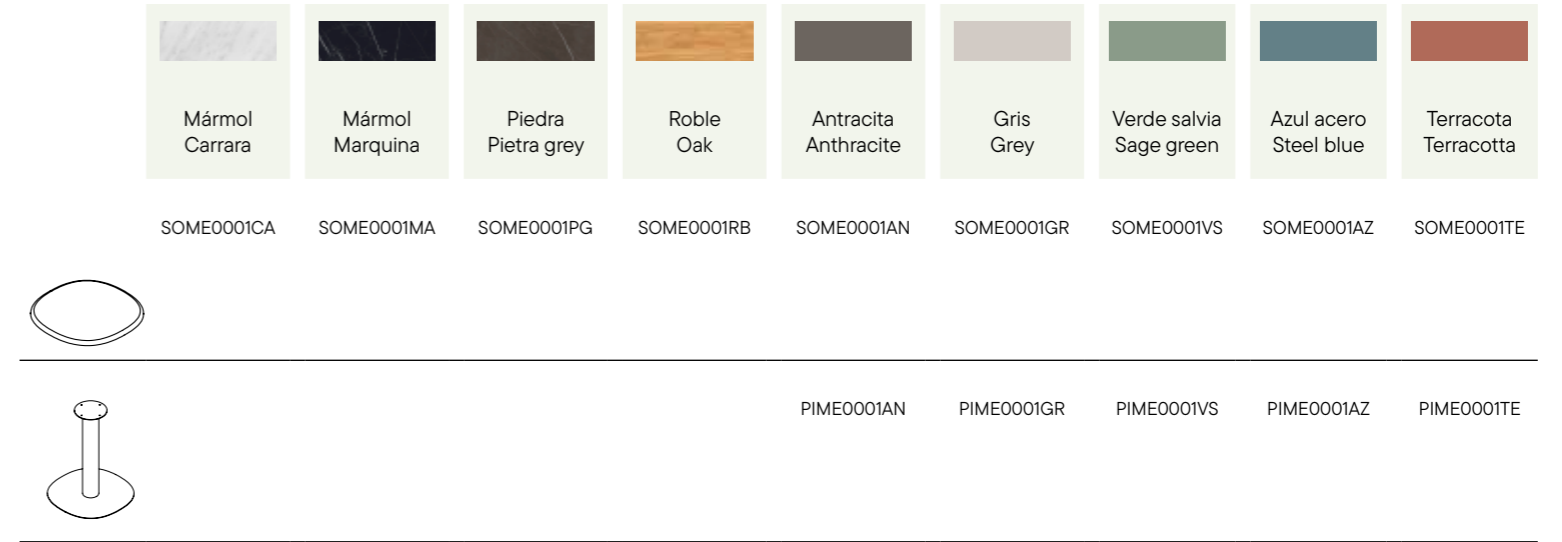 Mármol
Carrara
Mármol
Marquina
Piedra
Pietra grey
Roble
Oak
Antracita
Anthracite
Gris
Grey
Verde salvia
Sage green
Azul acero
Steel blue
Terracota
Terracotta
SOME0001CA SOME0001MA SOME0001PG SOME0001RB SOME0001AN SOME0001GR SOME0001VS SOME0001AZ SOME0001TE
PIME0001AN PIME0001GR PIME0001VS PIME0001AZ PIME0001TE